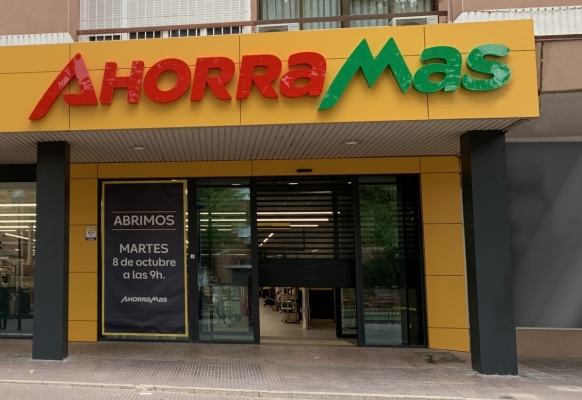 AHORRAMAS
ABRIMOS
MARTES
8 de octubre
a las 9h.
AHORRAMAS